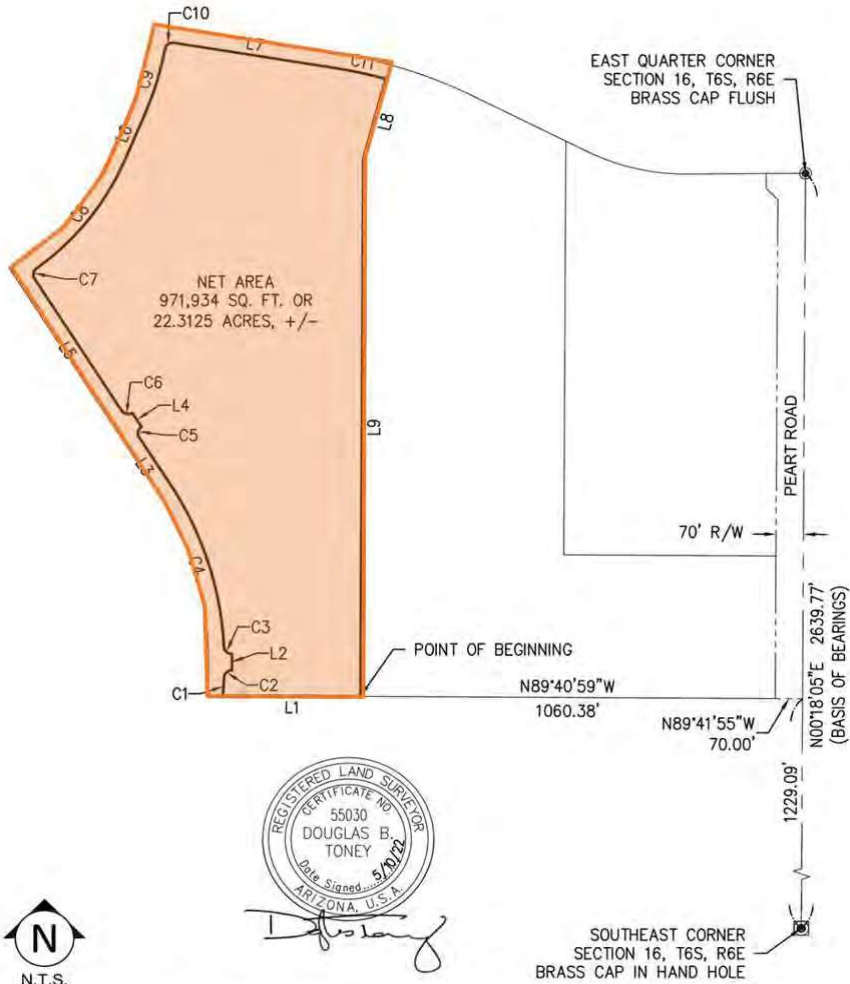 C10
L7
C11
C9
L8
L6
C8
C7
NET AREA
971,934 SQ. FT. OR
22.3125 ACRES, +/-
L5
C6
L4
C5
L3
L9
C4
C3
L2
C2
C1
L1
EAST QUARTER CORNER
SECTION 16, T6S, R6E
BRASS CAP FLUSH
PEART ROAD
70' R/W
POINT OF BEGINNING
N89°40'59"W
1060.38'
N89°41'55"W
70.00'
N00°18'05"E 2639.77'
(BASIS OF BEARINGS)
1229.09'
REGISTERED LAND SURVEYOR
CERTIFICATE NO.
55030
DOUGLAS B.
TONEY
Date Signed...5/10/22
ARIZONA, U.S.A.
N
N.T.S.
SOUTHEAST CORNER
SECTION 16, T6S, R6E
BRASS CAP IN HAND HOLE